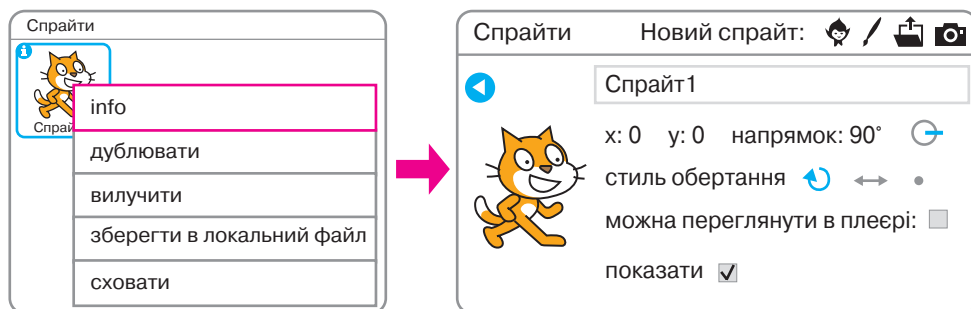 Спрайти
Спрай
info
дублювати
вилучити
зберегти в локальний файл
сховати
Спрайти Новий спрайт:
Спрайт1
x: 0 y: 0 напрямок: 90°
стиль обертання
можна переглянути в плеєрі:
показати